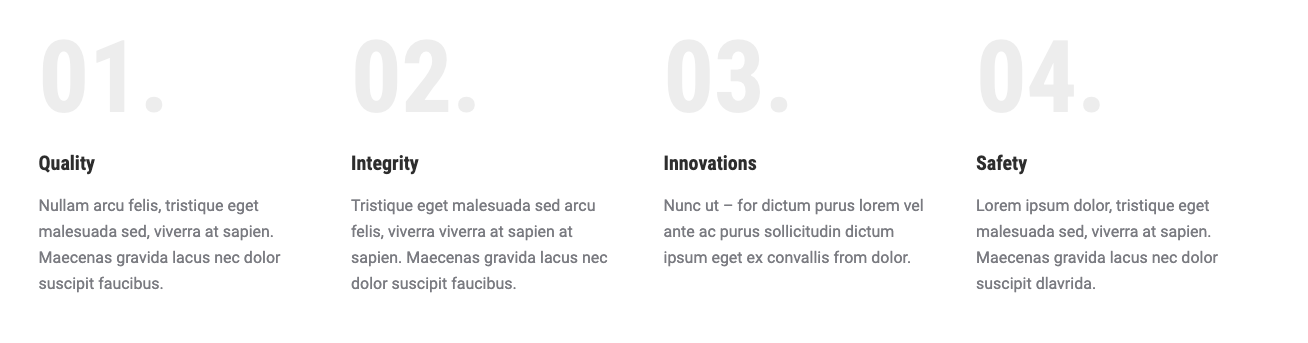 01.
Quality
Nullam arcu felis, tristique eget
malesuada sed, viverra at sapien.
Maecenas gravida lacus nec dolor
suscipit faucibus.
02.
Integrity
Tristique eget malesuada sed arcu
felis, viverra viverra at sapien at
sapien. Maecenas gravida lacus nec
dolor suscipit faucibus.
03.
Innovations
Nunc ut – for dictum purus lorem vel
ante ac purus sollicitudin dictum
ipsum eget ex convallis from dolor.
04.
Safety
Lorem ipsum dolor, tristique eget
malesuada sed, viverra at sapien.
Maecenas gravida lacus nec dolor
suscipit dlavrida.